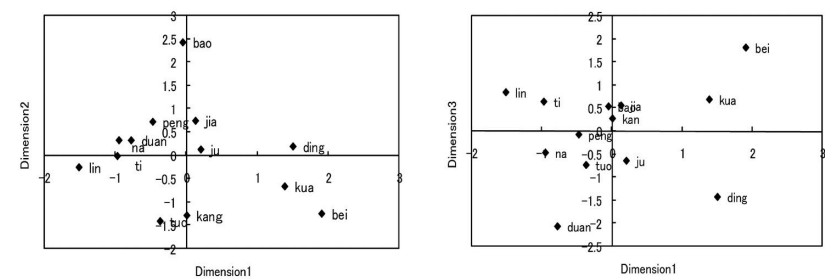 3
2.5
2
1.5
1
0.5
0
-0.5
-1
-1.5
-2
-2
-1
0
1
2
3
bao
peng
jia
duan
na
ju
ding
lin
ti
kua
kang
tuo
bei
Dimension2
Dimension1
2.5
2
1.5
1
0.5
0
-0.5
-1
-1.5
-2
-2.5
-2
-1
0
1
2
3
bei
lin
ti
kua
bao
jia
kan
peng
na
tuo
ju
ding
duan
Dimension3
Dimension1